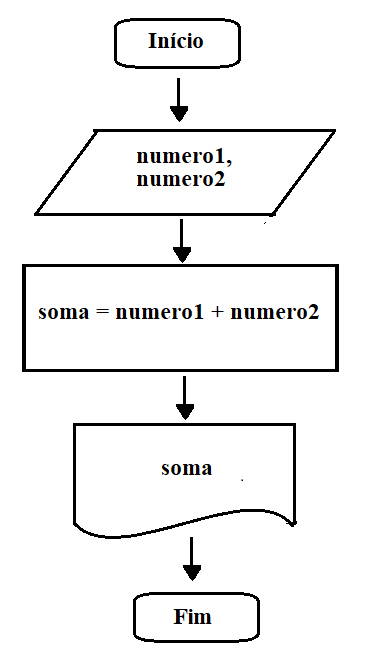 Início
numero1,
numero2
soma = numero1 + numero2
soma
Fim